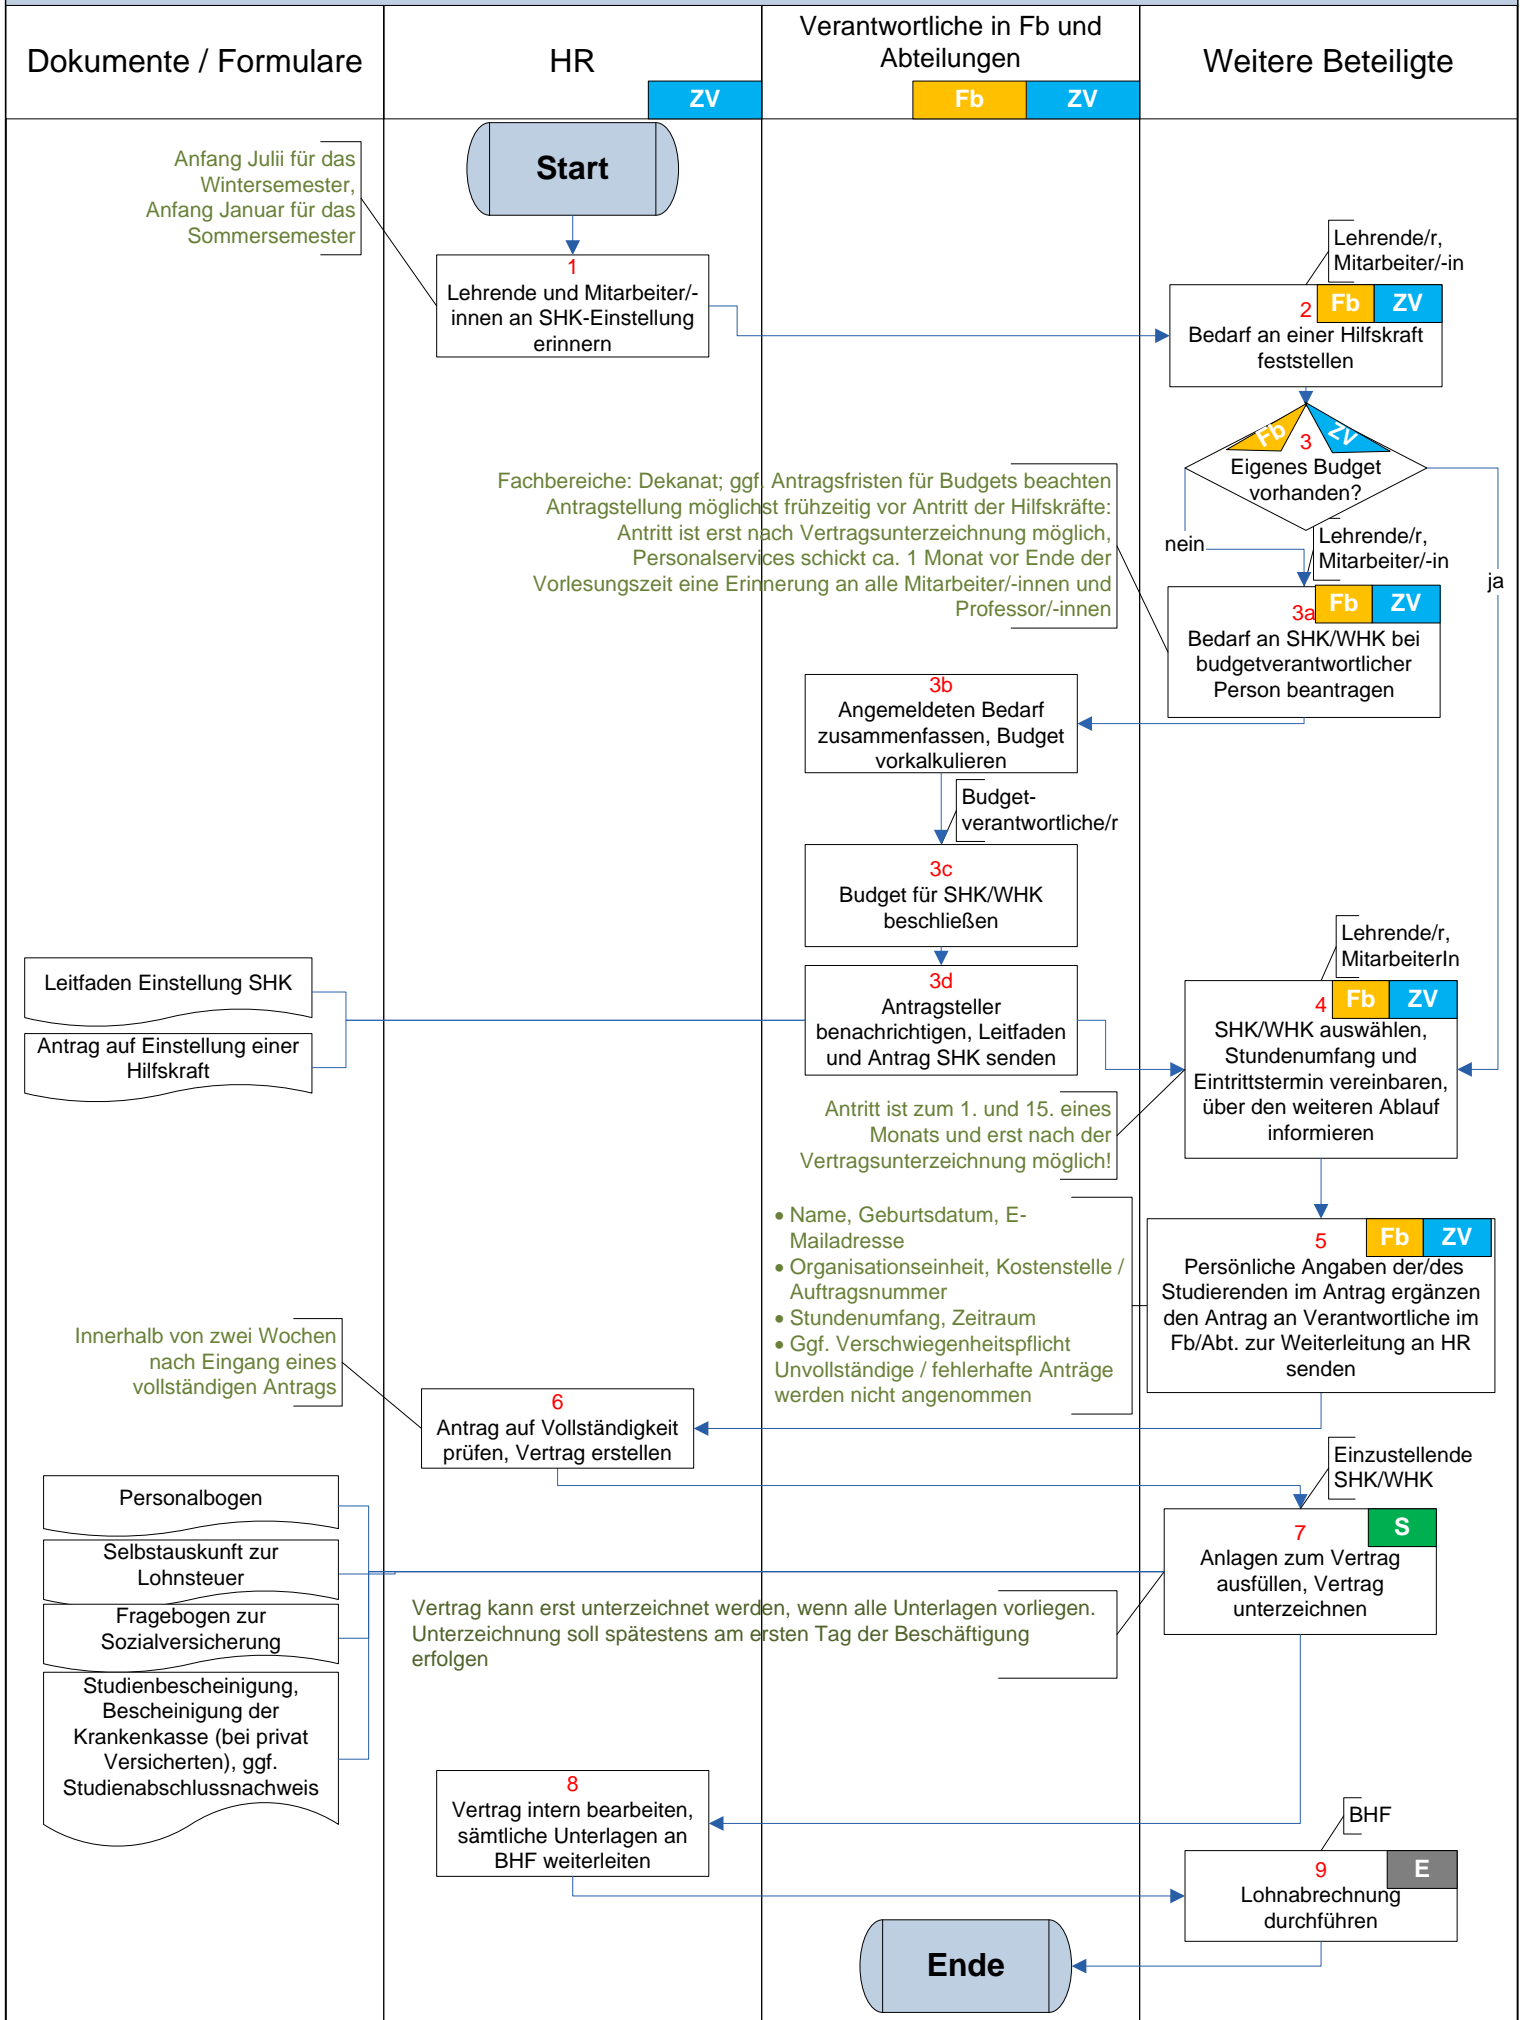 Dokumente / Formulare
HR
ZV
Verantwortliche in Fb und
Abteilungen
Fb
ZV
Weitere Beteiligte
Start
Anfang Julii für das
Wintersemester,
Anfang Januar für das
Sommersemester
1
Lehrende und Mitarbeiter/-
innen an SHK-Einstellung
erinnern
Lehrende/r,
Mitarbeiter/-in
Fb
ZV
2
Bedarf an einer Hilfskraft
feststellen
Fb
ZV
3
Eigenes Budget
vorhanden?
nein
ja
Fachbereiche: Dekanat; ggf. Antragsfristen für Budgets beachten
Antragstellung möglichst frühzeitig vor Antritt der Hilfskräfte:
Antritt ist erst nach Vertragsunterzeichnung möglich,
Personalservices schickt ca. 1 Monat vor Ende der
Vorlesungszeit eine Erinnerung an alle Mitarbeiter/-innen und
Professor/-innen
Lehrende/r,
Mitarbeiter/-in
Fb
ZV
3a
Bedarf an SHK/WHK bei
budgetverantwortlicher
Person beantragen
3b
Angemeldeten Bedarf
zusammenfassen, Budget
vorkalkulieren
Budget-
verantwortliche/r
3c
Budget für SHK/WHK
beschließen
3d
Antragsteller
benachrichtigen, Leitfaden
und Antrag SHK senden
Leitfaden Einstellung SHK
Antrag auf Einstellung einer
Hilfskraft
Lehrende/r,
MitarbeiterIn
Fb
ZV
4
SHK/WHK auswählen,
Stundenumfang und
Eintrittstermin vereinbaren,
über den weiteren Ablauf
informieren
Antritt ist zum 1. und 15. eines
Monats und erst nach der
Vertragsunterzeichnung möglich!
• Name, Geburtsdatum, E-
Mailadresse
• Organisationseinheit, Kostenstelle /
Auftragsnummer
• Stundenumfang, Zeitraum
• Ggf. Verschwiegenheitspflicht
Unvollständige / fehlerhafte Anträge
werden nicht angenommen
Fb
ZV
5
Persönliche Angaben der/des
Studierenden im Antrag ergänzen
den Antrag an Verantwortliche im
Fb/Abt. zur Weiterleitung an HR
senden
Innerhalb von zwei Wochen
nach Eingang eines
vollständigen Antrags
6
Antrag auf Vollständigkeit
prüfen, Vertrag erstellen
Einzustellende
SHK/WHK
S
7
Anlagen zum Vertrag
ausfüllen, Vertrag
unterzeichnen
Personalbogen
Selbstauskunft zur
Lohnsteuer
Fragebogen zur
Sozialversicherung
Studienbescheinigung,
Bescheinigung der
Krankenkasse (bei privat
Versicherten), ggf.
Studienabschlussnachweis
Vertrag kann erst unterzeichnet werden, wenn alle Unterlagen vorliegen.
Unterzeichnung soll spätestens am ersten Tag der Beschäftigung
erfolgen
8
Vertrag intern bearbeiten,
sämtliche Unterlagen an
BHF weiterleiten
BHF
E
9
Lohnabrechnung
durchführen
Ende